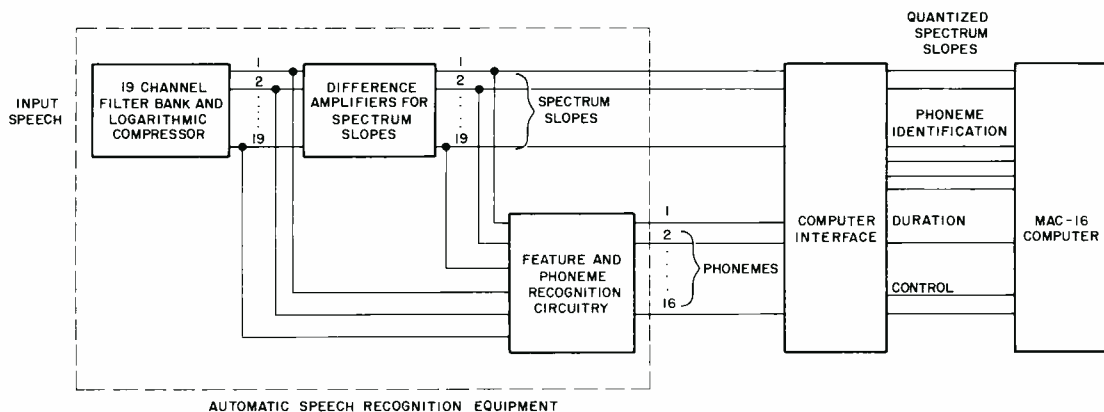 INPUT
SPEECH
19 CHANNEL
FILTER BANK AND
LOGARITHMIC
COMPRESSOR
1
2
19
DIFFERENCE
AMPLIFIERS FOR
SPECTRUM
SLOPES
1
2
19
SPECTRUM
SLOPES
FEATURE AND
PHONEME
RECOGNITION
CIRCUITRY
1
2
16
PHONEMES
COMPUTER
INTERFACE
QUANTIZED
SPECTRUM
SLOPES
PHONEME
IDENTIFICATION
DURATION
CONTROL
MAC-16
COMPUTER
AUTOMATIC SPEECH RECOGNITION EQUIPMENT